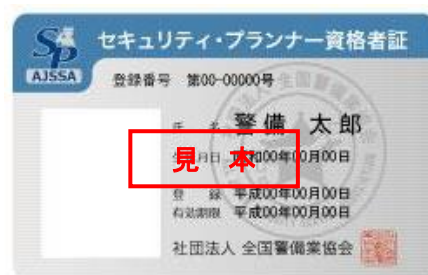 SP
AJSSA
セキュリティ・プランナー資格者証
登録番号 第00-00000号
氏 名 警備 太郎
月日 昭和00年00月00日
見 本
登 録 平成00年00月00日
有効期限 平成00年00月00日
社団法人 全国警備業協会